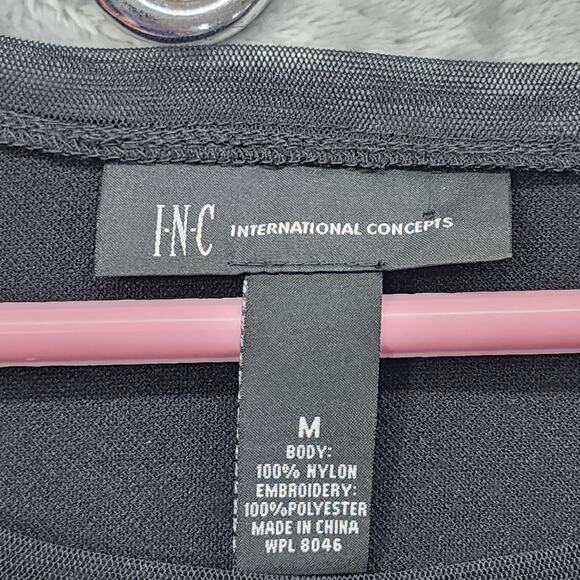 I·N·C INTERNATIONAL CONCEPTS
M
BODY:
100% NYLON
EMBROIDERY:
100%POLYESTER
MADE IN CHINA
WPL 8046